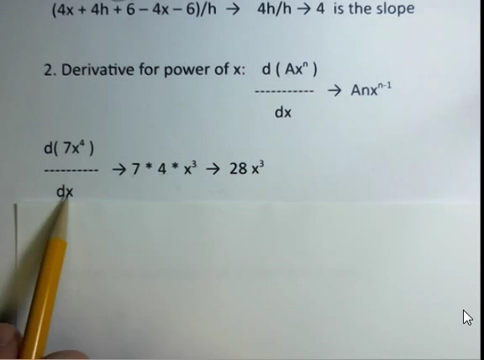 (4x + 4h + 6 – 4x – 6)/h → 4h/h → 4 is the slope
2. Derivative for power of x: d ( Axⁿ )
----------- → Anxⁿ⁻¹
dx
d( 7x⁴ )
---------- → 7 * 4 * x³ → 28 x³
dx